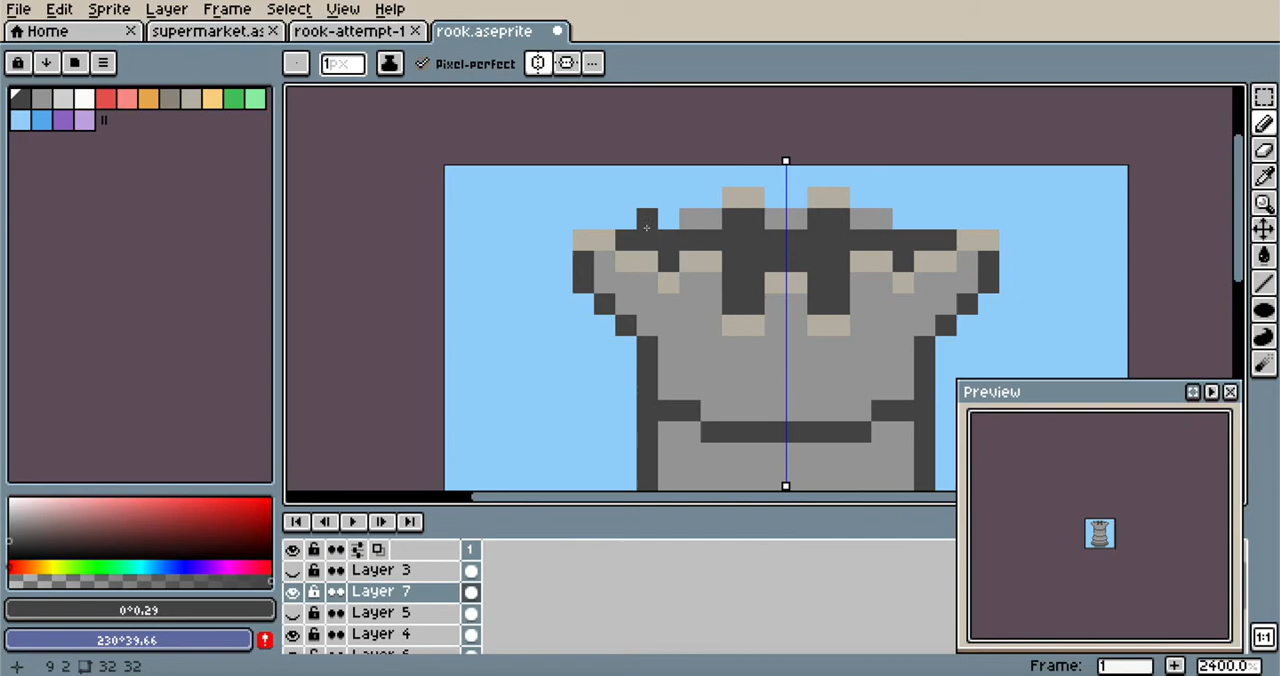 File Edit Sprite Layer Frame Select View Help
Home supermarket.as rook-attempt-1 rook.aseprite
1px Pixel-perfect
Preview
1
Layer 3
Layer 7
Layer 5
Layer 4
0*0.29
230*39.66
1:1
9 2 32 32 Frame: 1 2400.0